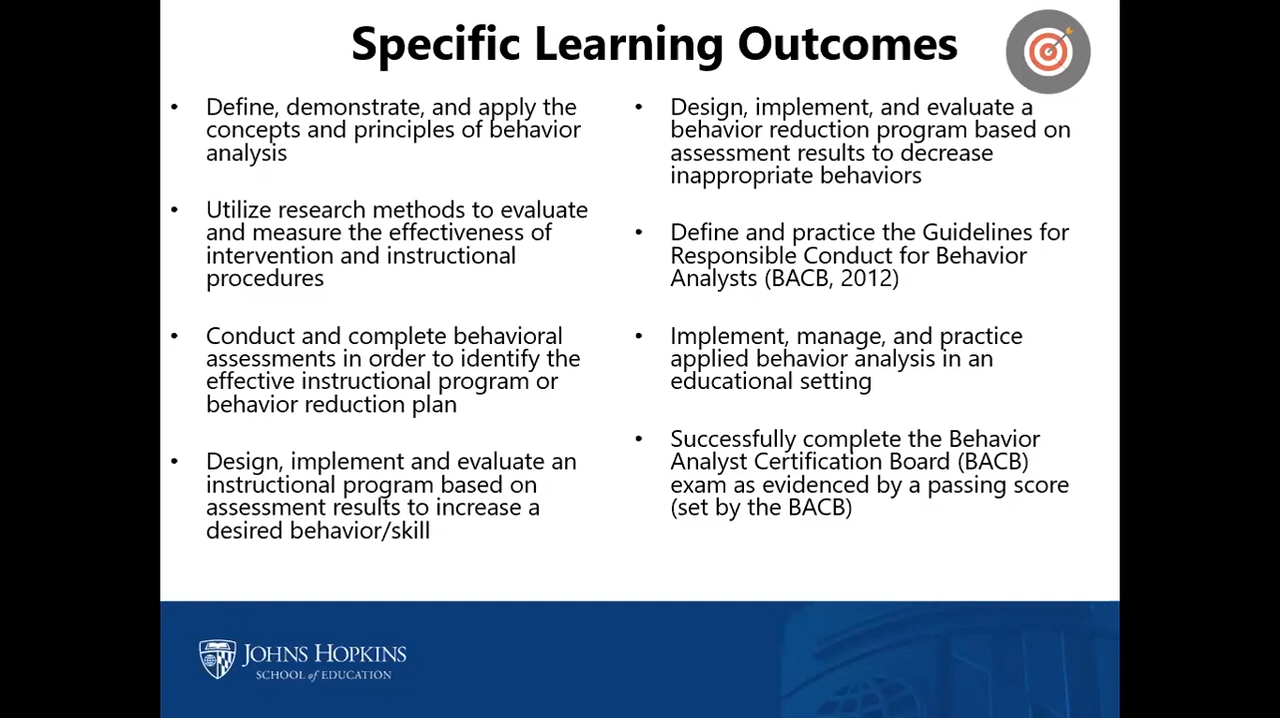 Specific Learning Outcomes
• Define, demonstrate, and apply the
concepts and principles of behavior
analysis
• Utilize research methods to evaluate
and measure the effectiveness of
intervention and instructional
procedures
• Conduct and complete behavioral
assessments in order to identify the
effective instructional program or
behavior reduction plan
• Design, implement and evaluate an
instructional program based on
assessment results to increase a
desired behavior/skill
• Design, implement, and evaluate a
behavior reduction program based on
assessment results to decrease
inappropriate behaviors
• Define and practice the Guidelines for
Responsible Conduct for Behavior
Analysts (BACB, 2012)
• Implement, manage, and practice
applied behavior analysis in an
educational setting
• Successfully complete the Behavior
Analyst Certification Board (BACB)
exam as evidenced by a passing score
(set by the BACB)
JOHNS HOPKINS
SCHOOL of EDUCATION